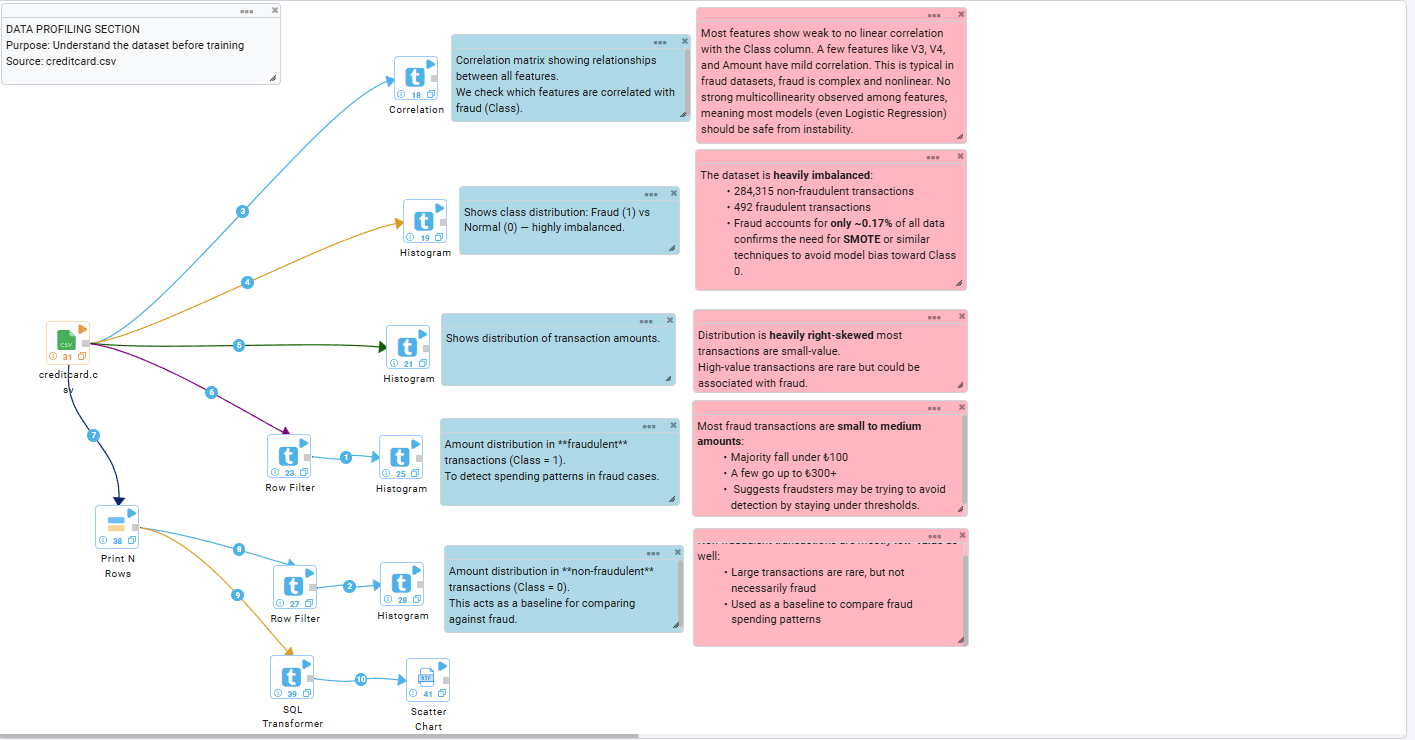 DATA PROFILING SECTION
Purpose: Understand the dataset before training
Source: creditcard.csv
Correlation matrix showing relationships
between all features.
We check which features are correlated with
fraud (Class).
Most features show weak to no linear correlation
with the Class column. A few features like V3, V4,
and Amount have mild correlation. This is typical in
fraud datasets, fraud is complex and nonlinear. No
strong multicollinearity observed among features,
meaning most models (even Logistic Regression)
should be safe from instability.
t
18
Correlation
3
The dataset is heavily imbalanced:
• 284,315 non-fraudulent transactions
• 492 fraudulent transactions
• Fraud accounts for only ~0.17% of all data
confirms the need for SMOTE or similar
techniques to avoid model bias toward Class
0.
Shows class distribution: Fraud (1) vs
Normal (0) — highly imbalanced.
t
19
Histogram
4
CSV
31
creditcard.c
sv
5
t
21
Histogram
Shows distribution of transaction amounts.
Distribution is heavily right-skewed most
transactions are small-value.
High-value transactions are rare but could be
associated with fraud.
6
7
t
23
Row Filter
1
t
25
Histogram
Amount distribution in **fraudulent**
transactions (Class = 1).
To detect spending patterns in fraud cases.
Most fraud transactions are small to medium
amounts:
• Majority fall under ₺100
• A few go up to ₺300+
• Suggests fraudsters may be trying to avoid
detection by staying under thresholds.
38
Print N
Rows
8
9
t
27
Row Filter
2
t
28
Histogram
Amount distribution in **non-fraudulent**
transactions (Class = 0).
This acts as a baseline for comparing
against fraud.
well:
• Large transactions are rare, but not
necessarily fraud
• Used as a baseline to compare fraud
spending patterns
t
39
SQL
Transformer
10
41
Scatter
Chart